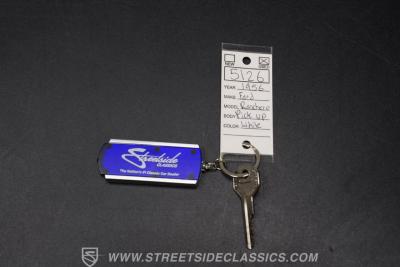 NEW
5126
YEAR 1956
MAKE Ford
MODEL Ranchero
BODY Pick up
COLOR White
Streetside
CLASSICS
The Nation's #1 Classic Car Dealer
WWW.STREETSIDECLASSICS.COM